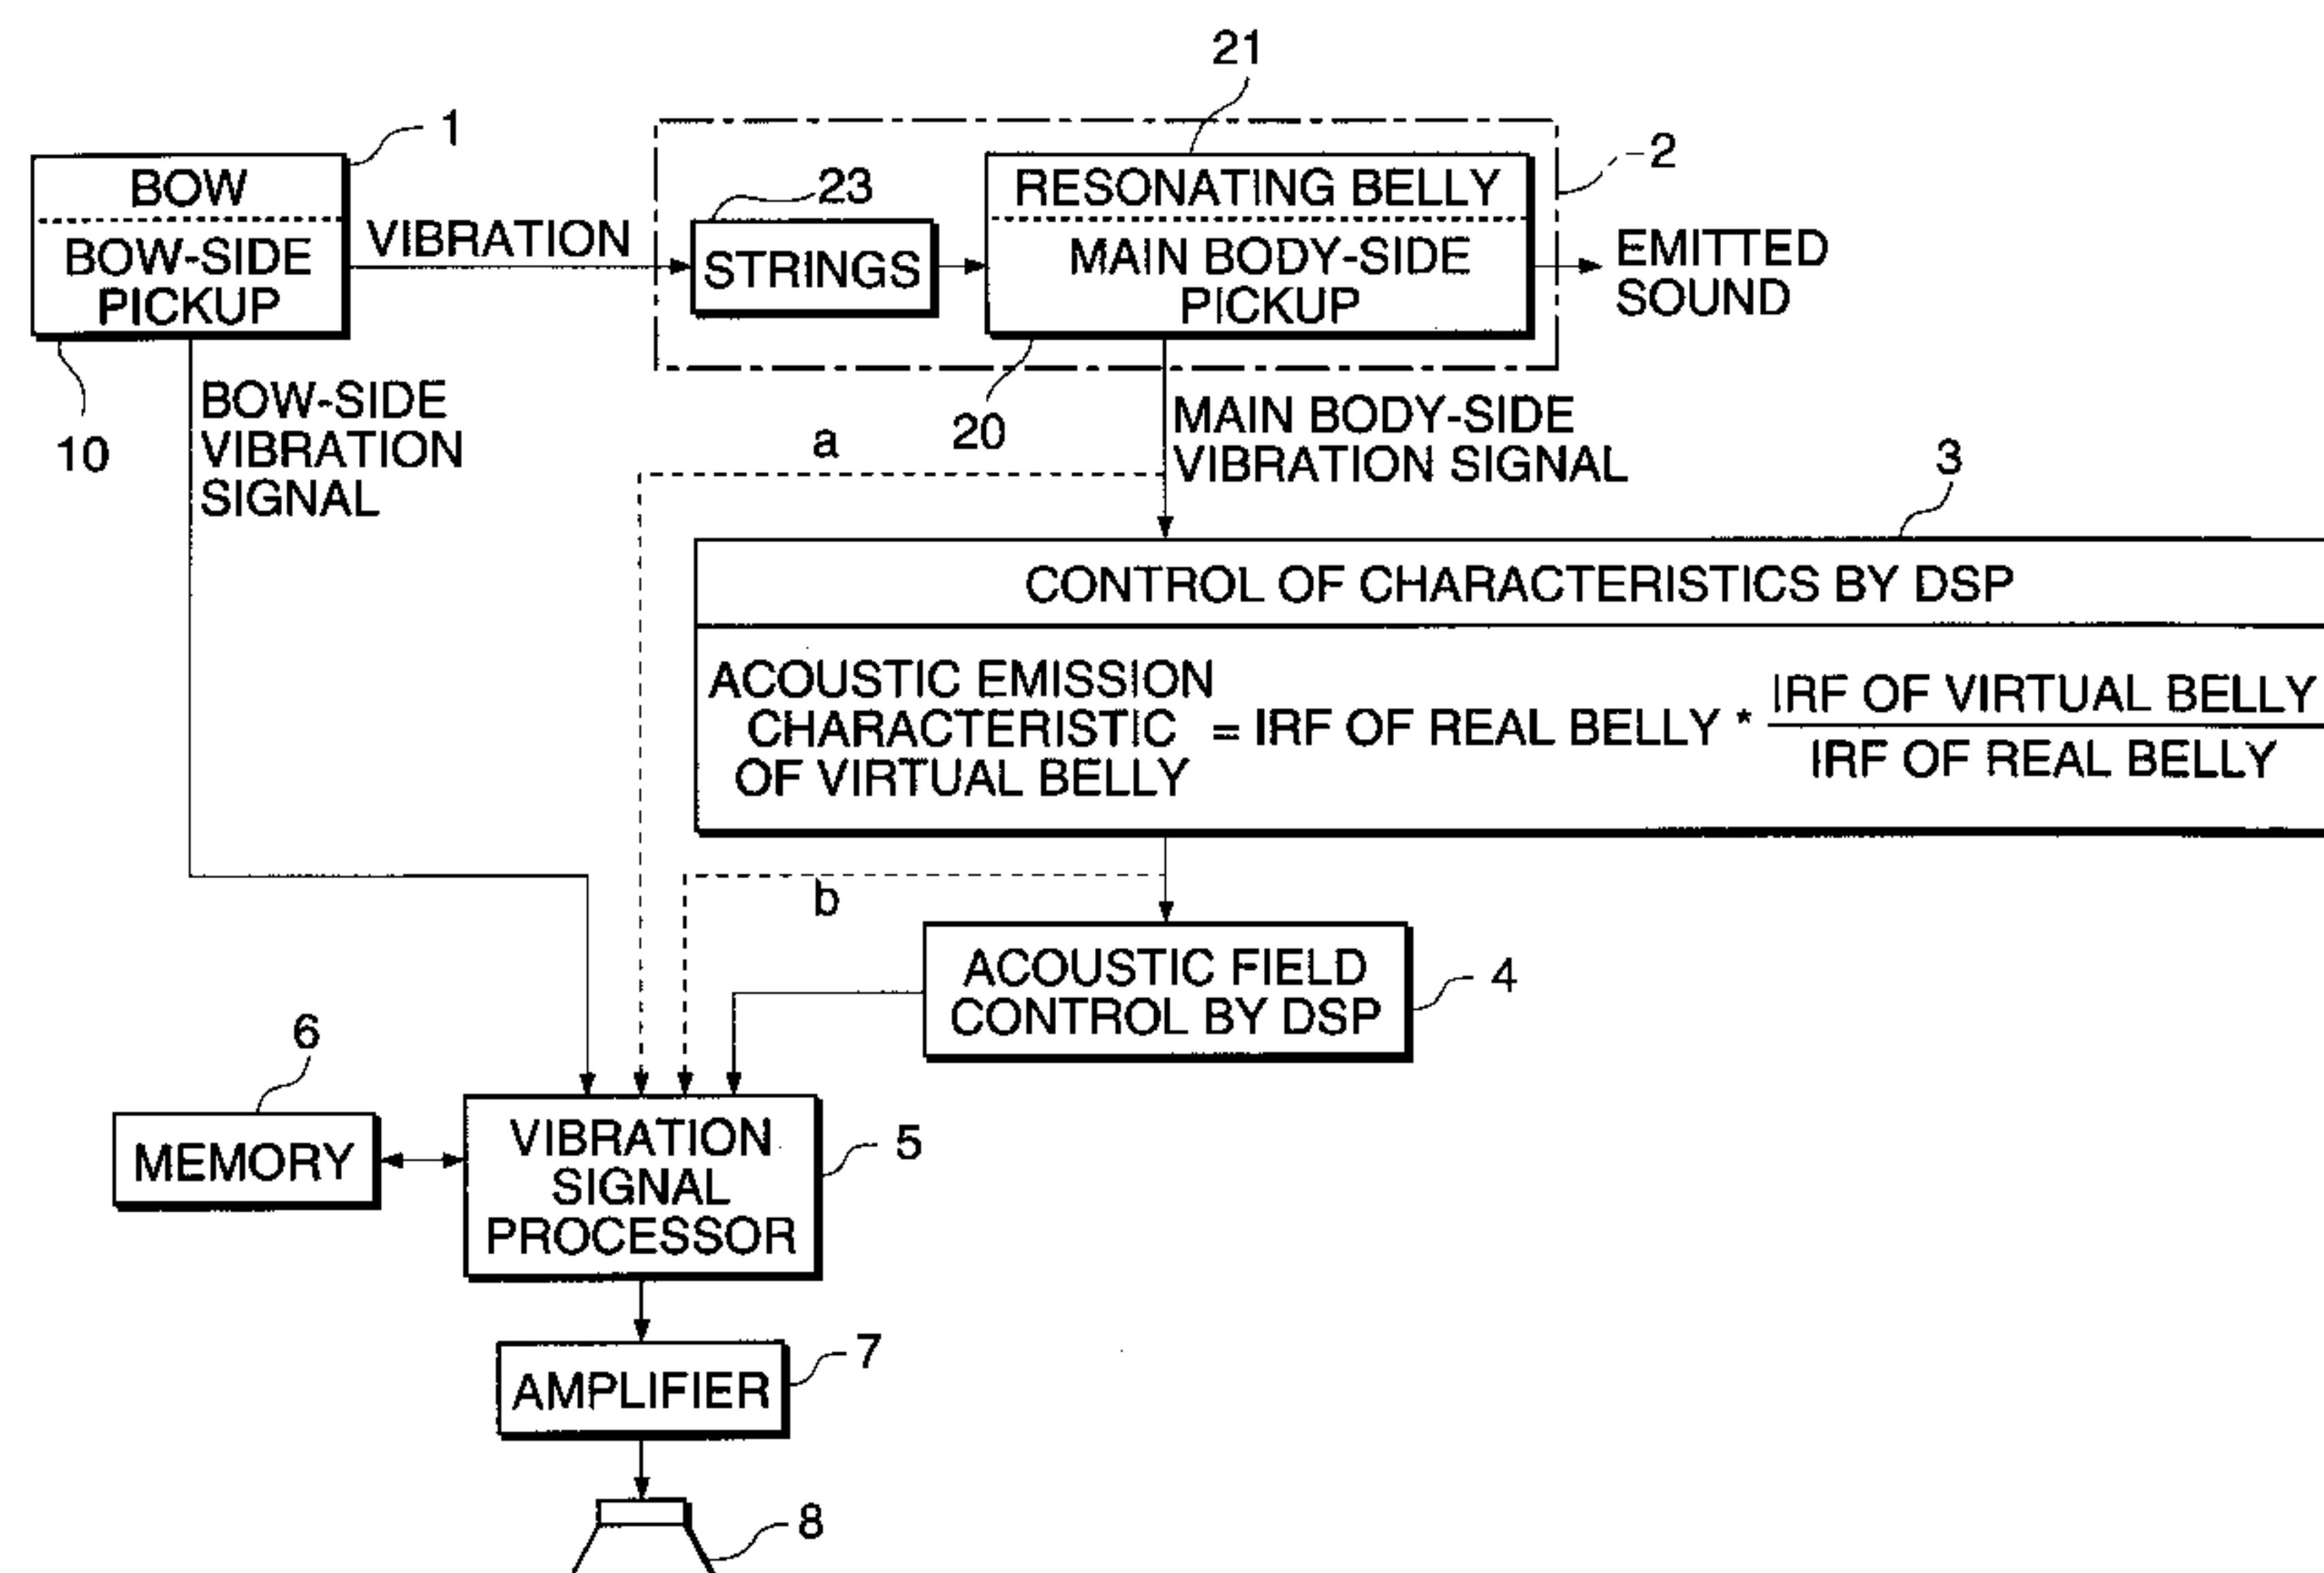 21
1
2
BOW
23
RESONATING BELLY
VIBRATION
BOW-SIDE
PICKUP
STRINGS
MAIN BODY-SIDE
PICKUP
EMITTED
SOUND
10
BOW-SIDE
VIBRATION
SIGNAL
a
20
MAIN BODY-SIDE
VIBRATION SIGNAL
3
CONTROL OF CHARACTERISTICS BY DSP
ACOUSTIC EMISSION
CHARACTERISTIC
OF VIRTUAL BELLY
= IRF OF REAL BELLY *
IRF OF VIRTUAL BELLY
IRF OF REAL BELLY
b
ACOUSTIC FIELD
CONTROL BY DSP
4
6
MEMORY
VIBRATION
SIGNAL
PROCESSOR
5
AMPLIFIER
7
8